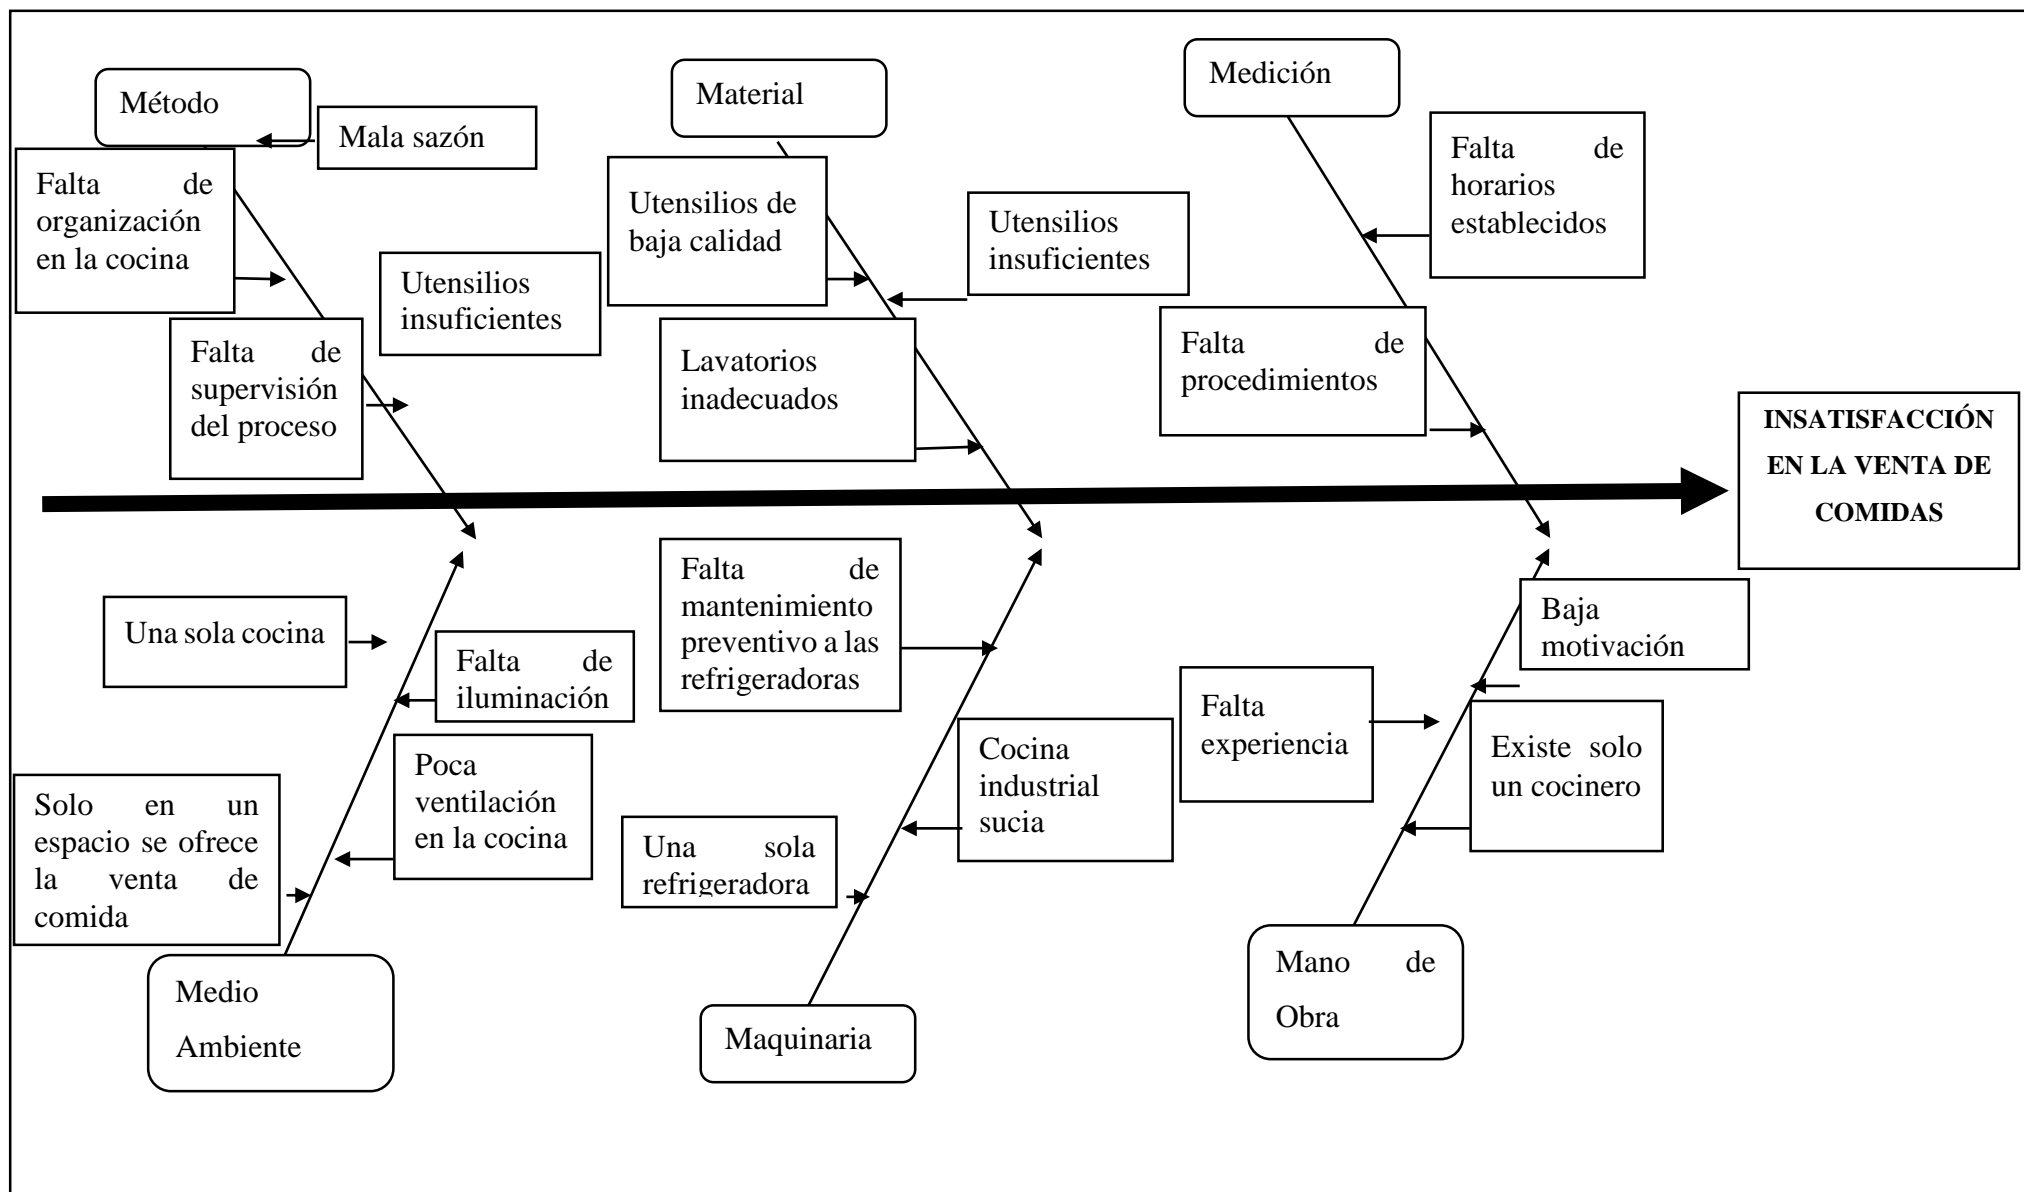 Método
Mala sazón
Falta de
organización
en la cocina
Utensilios
insuficientes
Falta de
supervisión
del proceso
Material
Utensilios de
baja calidad
Utensilios
insuficientes
Lavatorios
inadecuados
Medición
Falta de
horarios
establecidos
Falta de
procedimientos
INSATISFACCIÓN
EN LA VENTA DE
COMIDAS
Una sola cocina
Falta de
iluminación
Poca
ventilación
en la cocina
Solo en un
espacio se ofrece
la venta de
comida
Medio
Ambiente
Falta de
mantenimiento
preventivo a las
refrigeradoras
Cocina
industrial
sucia
Una sola
refrigeradora
Maquinaria
Baja
motivación
Falta
experiencia
Existe solo
un cocinero
Mano de
Obra